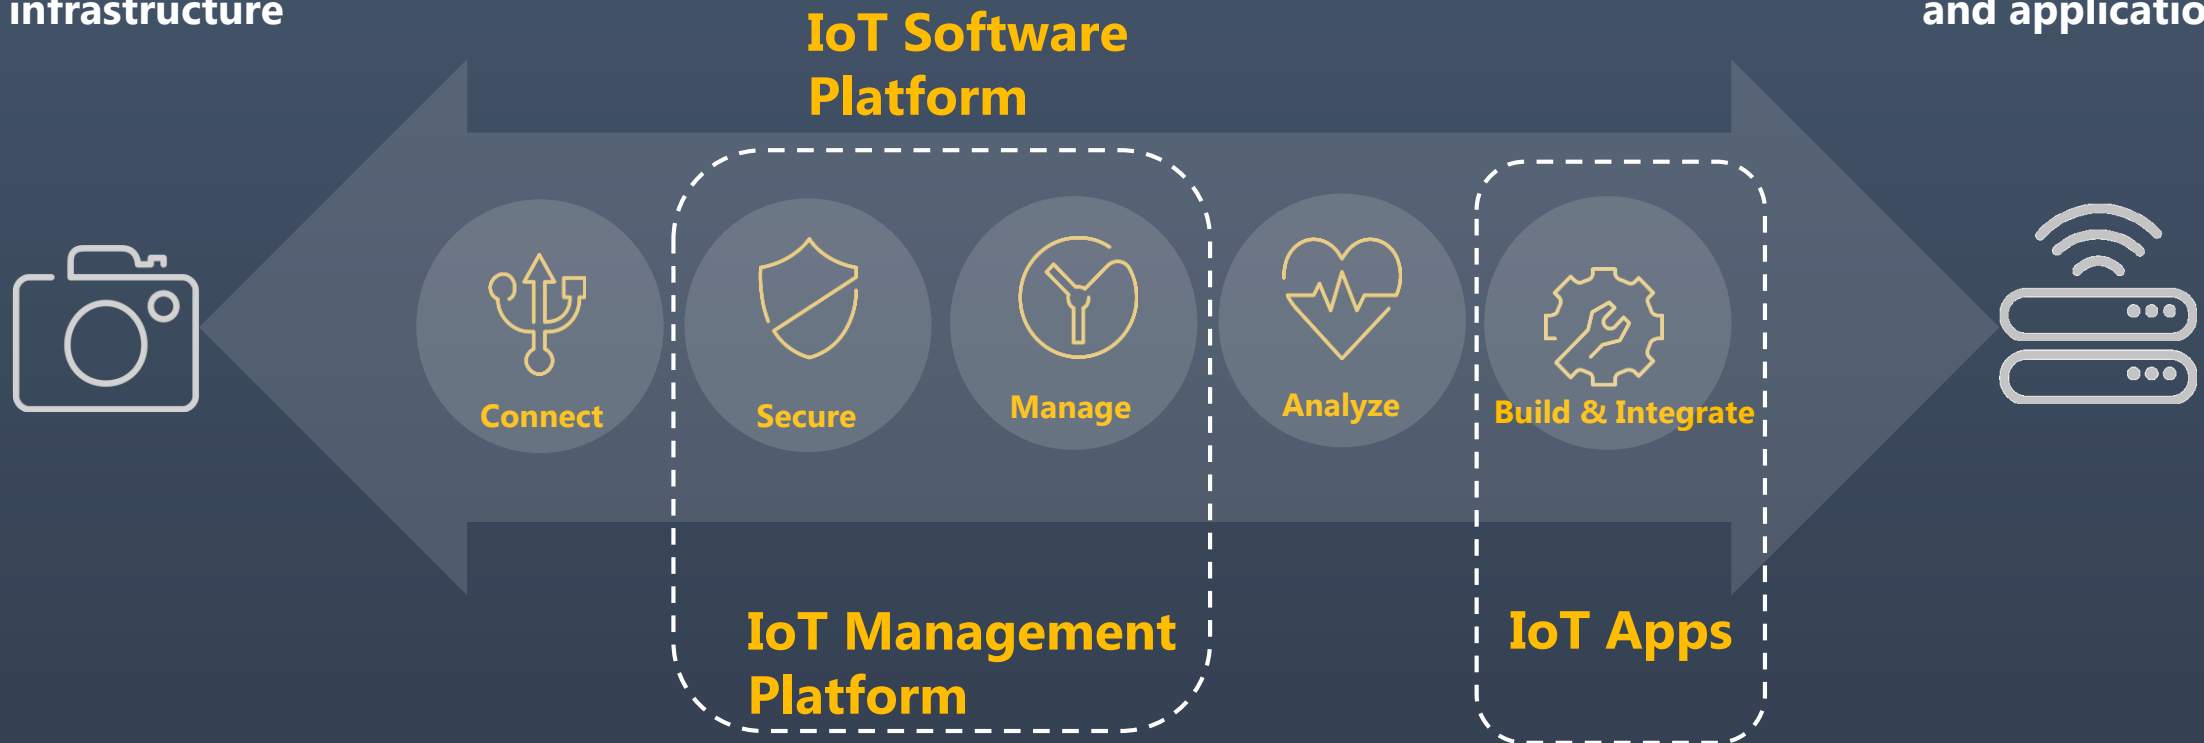 infrastructure
and applicatio
IoT Software
Platform
Connect
Secure
Manage
Analyze
Build & Integrate
IoT Management
Platform
IoT Apps